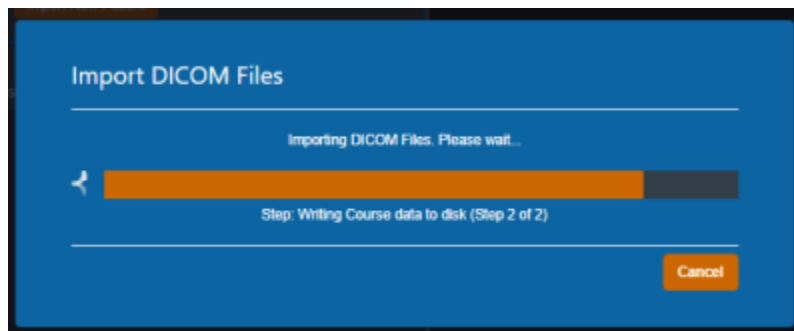 Import DICOM Files
Importing DICOM Files. Please wait...
Step: Writing Course data to disk (Step 2 of 2)
Cancel